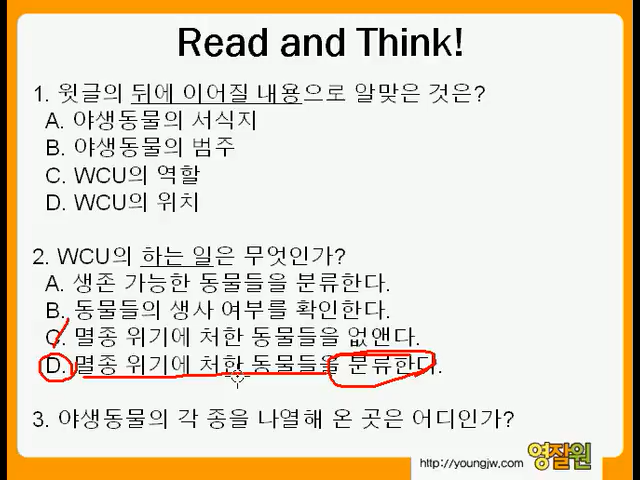 Read and Think!
1. 윗글의 뒤에 이어질 내용으로 알맞은 것은?
A. 야생동물의 서식지
B. 야생동물의 범주
C. WCU의 역할
D. WCU의 위치
2. WCU의 하는 일은 무엇인가?
A. 생존 가능한 동물들을 분류한다.
B. 동물들의 생사 여부를 확인한다.
C. 멸종 위기에 처한 동물들을 없앤다.
D. 멸종 위기에 처한 동물들을 분류한다.
3. 야생동물의 각 종을 나열해 온 곳은 어디인가?
http://youngjw.com 영잘원